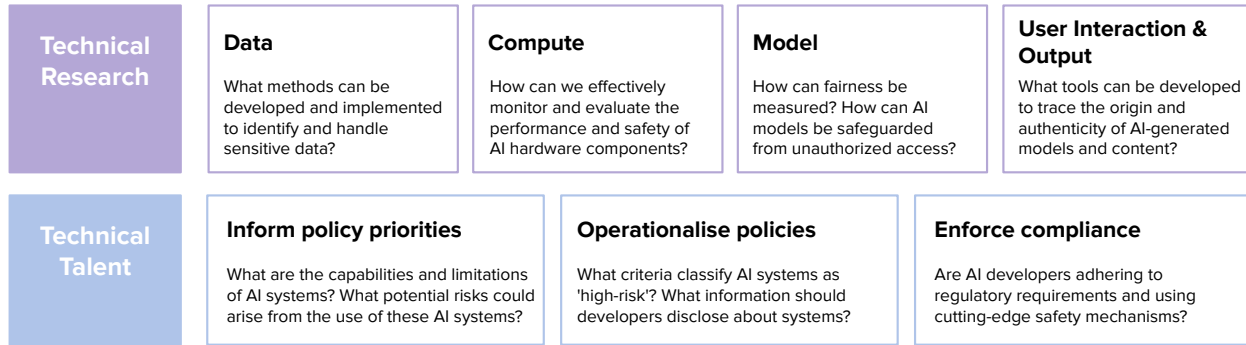 Technical
Research
Data
What methods can be
developed and implemented
to identify and handle
sensitive data?
Compute
How can we effectively
monitor and evaluate the
performance and safety of
AI hardware components?
Model
How can fairness be
measured? How can AI
models be safeguarded
from unauthorized access?
User Interaction &
Output
What tools can be developed
to trace the origin and
authenticity of AI-generated
models and content?
Technical
Talent
Inform policy priorities
What are the capabilities and limitations
of AI systems? What potential risks could
arise from the use of these AI systems?
Operationalise policies
What criteria classify AI systems as
'high-risk'? What information should
developers disclose about systems?
Enforce compliance
Are AI developers adhering to
regulatory requirements and using
cutting-edge safety mechanisms?